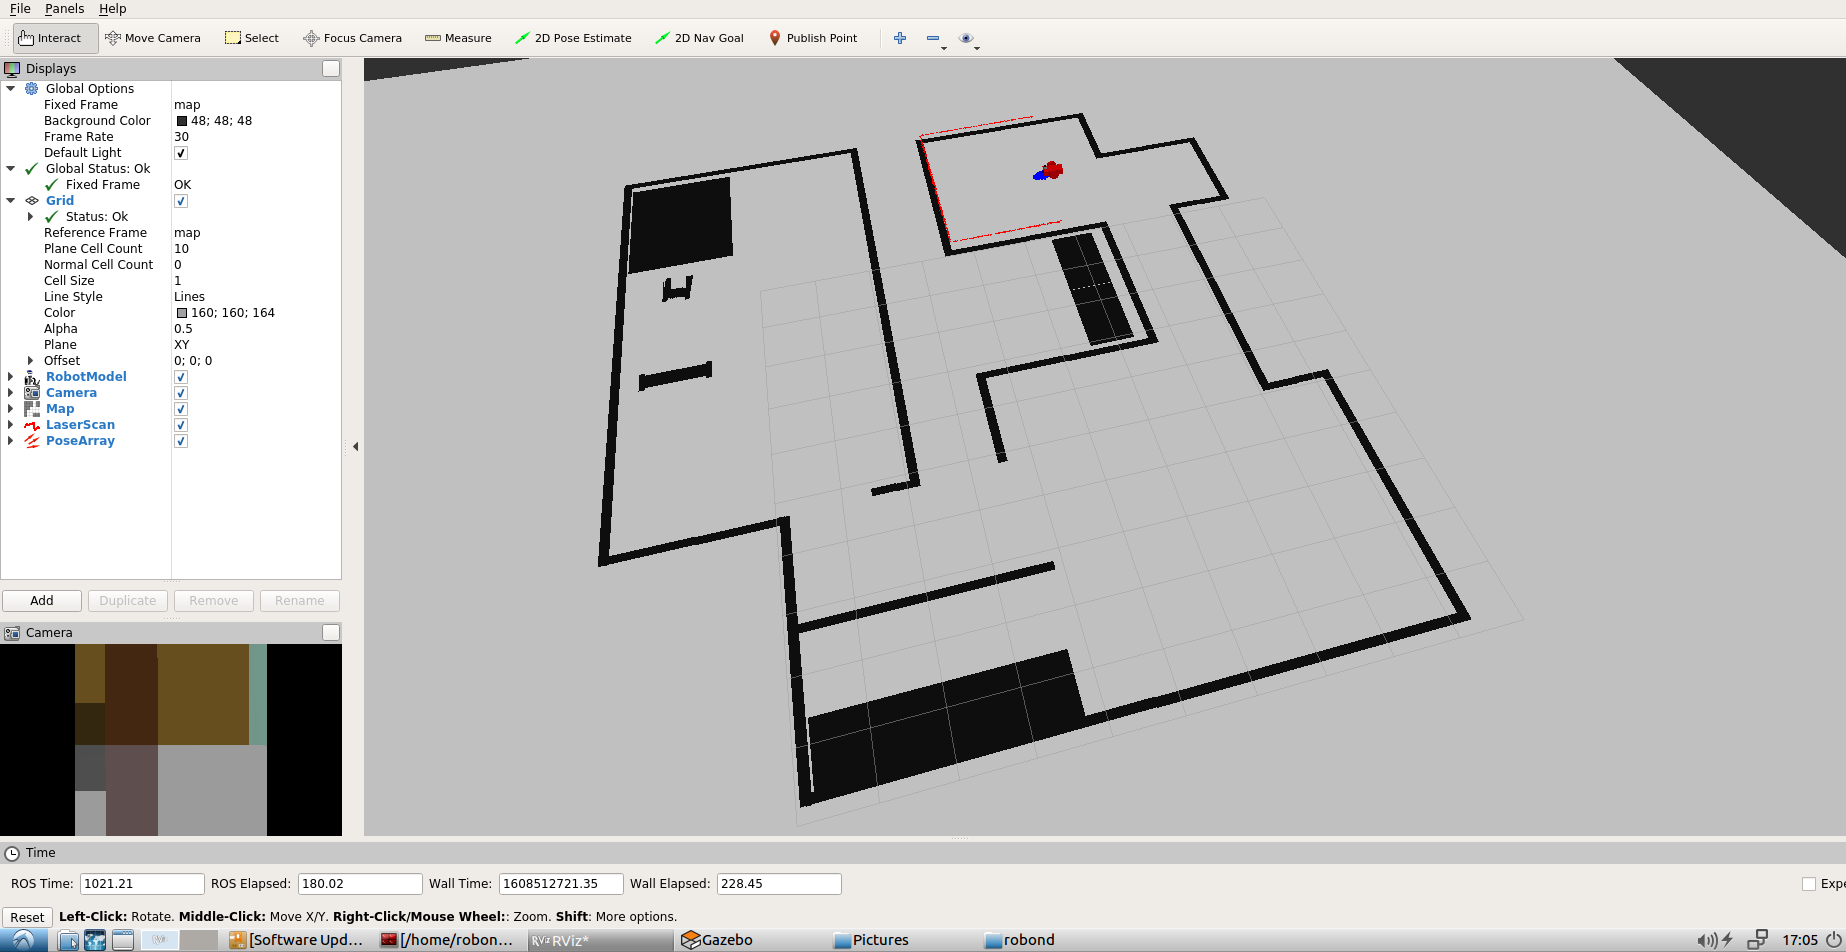 File Panels Help
Interact Move Camera Select Focus Camera Measure 2D Pose Estimate 2D Nav Goal Publish Point
Displays
Global Options
Fixed Frame map
Background Color 48; 48; 48
Frame Rate 30
Default Light
Global Status: Ok
Fixed Frame OK
Grid
Status: Ok
Reference Frame map
Plane Cell Count 10
Normal Cell Count 0
Cell Size 1
Line Style Lines
Color 160; 160; 164
Alpha 0.5
Plane XY
Offset 0; 0; 0
RobotModel
Camera
Map
LaserScan
PoseArray
Add Duplicate Remove Rename
Camera
Time
ROS Time: 1021.21 ROS Elapsed: 180.02 Wall Time: 1608512721.35 Wall Elapsed: 228.45 Expe
Reset Left-Click: Rotate. Middle-Click: Move X/Y. Right-Click/Mouse Wheel:: Zoom. Shift: More options.
[Software Upd... [/home/robon... RViz* Gazebo Pictures robond 17:05